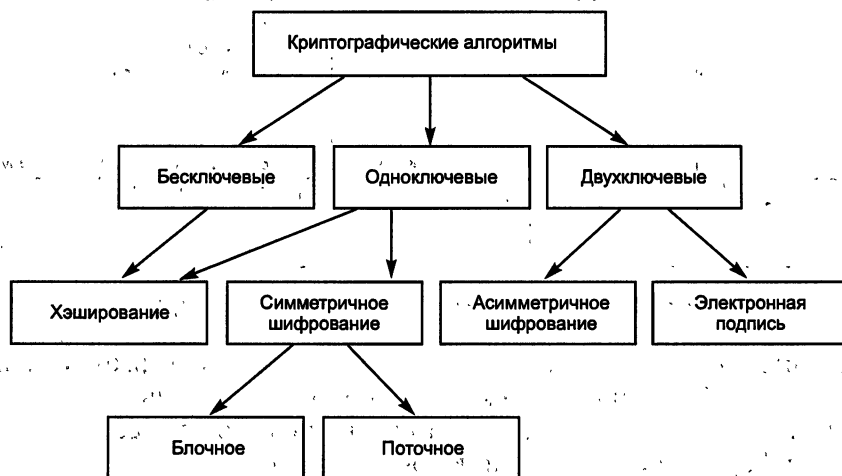 Криптографические алгоритмы
Бесключевые
Одноключевые
Двухключевые
Хэширование
Симметричное
шифрование
Асимметричное
шифрование
Электронная
подпись
Блочное
Поточное